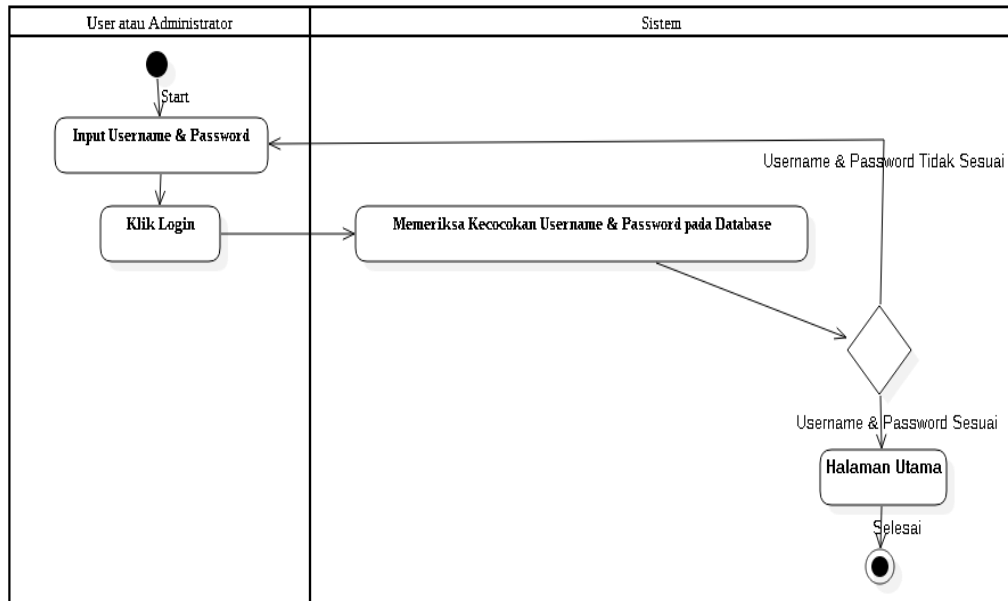 User atau Administrator
Sistem
Start
Input Username & Password
Username & Password Tidak Sesuai
Klik Login
Memeriksa Kecocokan Username & Password pada Database
Username & Password Sesuai
Halaman Utama
Selesai